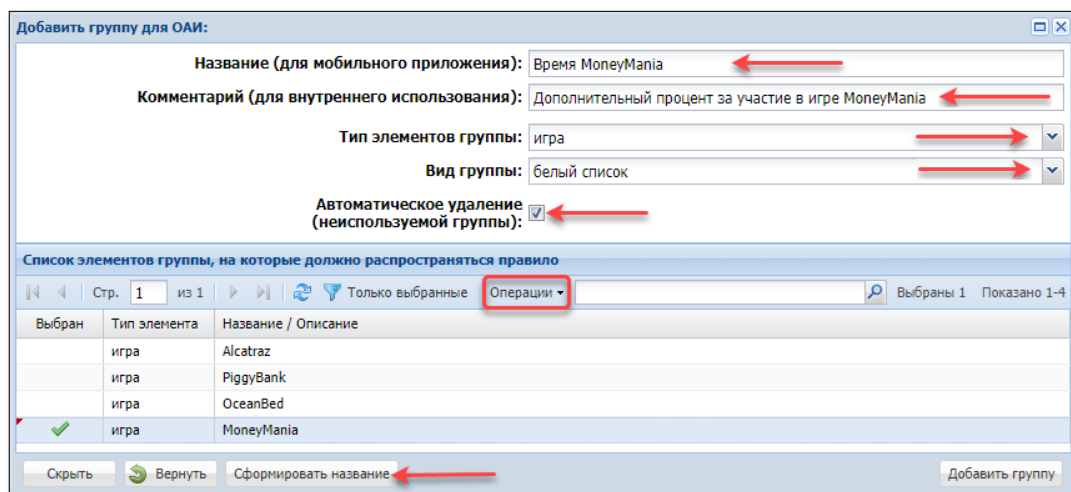 Добавить группу для ОАИ:
Название (для мобильного приложения): Время MoneyMania
Комментарий (для внутреннего использования): Дополнительный процент за участие в игре MoneyMania
Тип элементов группы: игра
Вид группы: белый список
Автоматическое удаление
(неиспользуемой группы):
Список элементов группы, на которые должно распространяться правило
Стр. 1 из 1 Только выбранные Операции Выбраны 1 Показано 1-4
Выбран Тип элемента Название / Описание
игра Alcatraz
игра PiggyBank
игра OceanBed
игра MoneyMania
Скрыть Вернуть Сформировать название Добавить группу